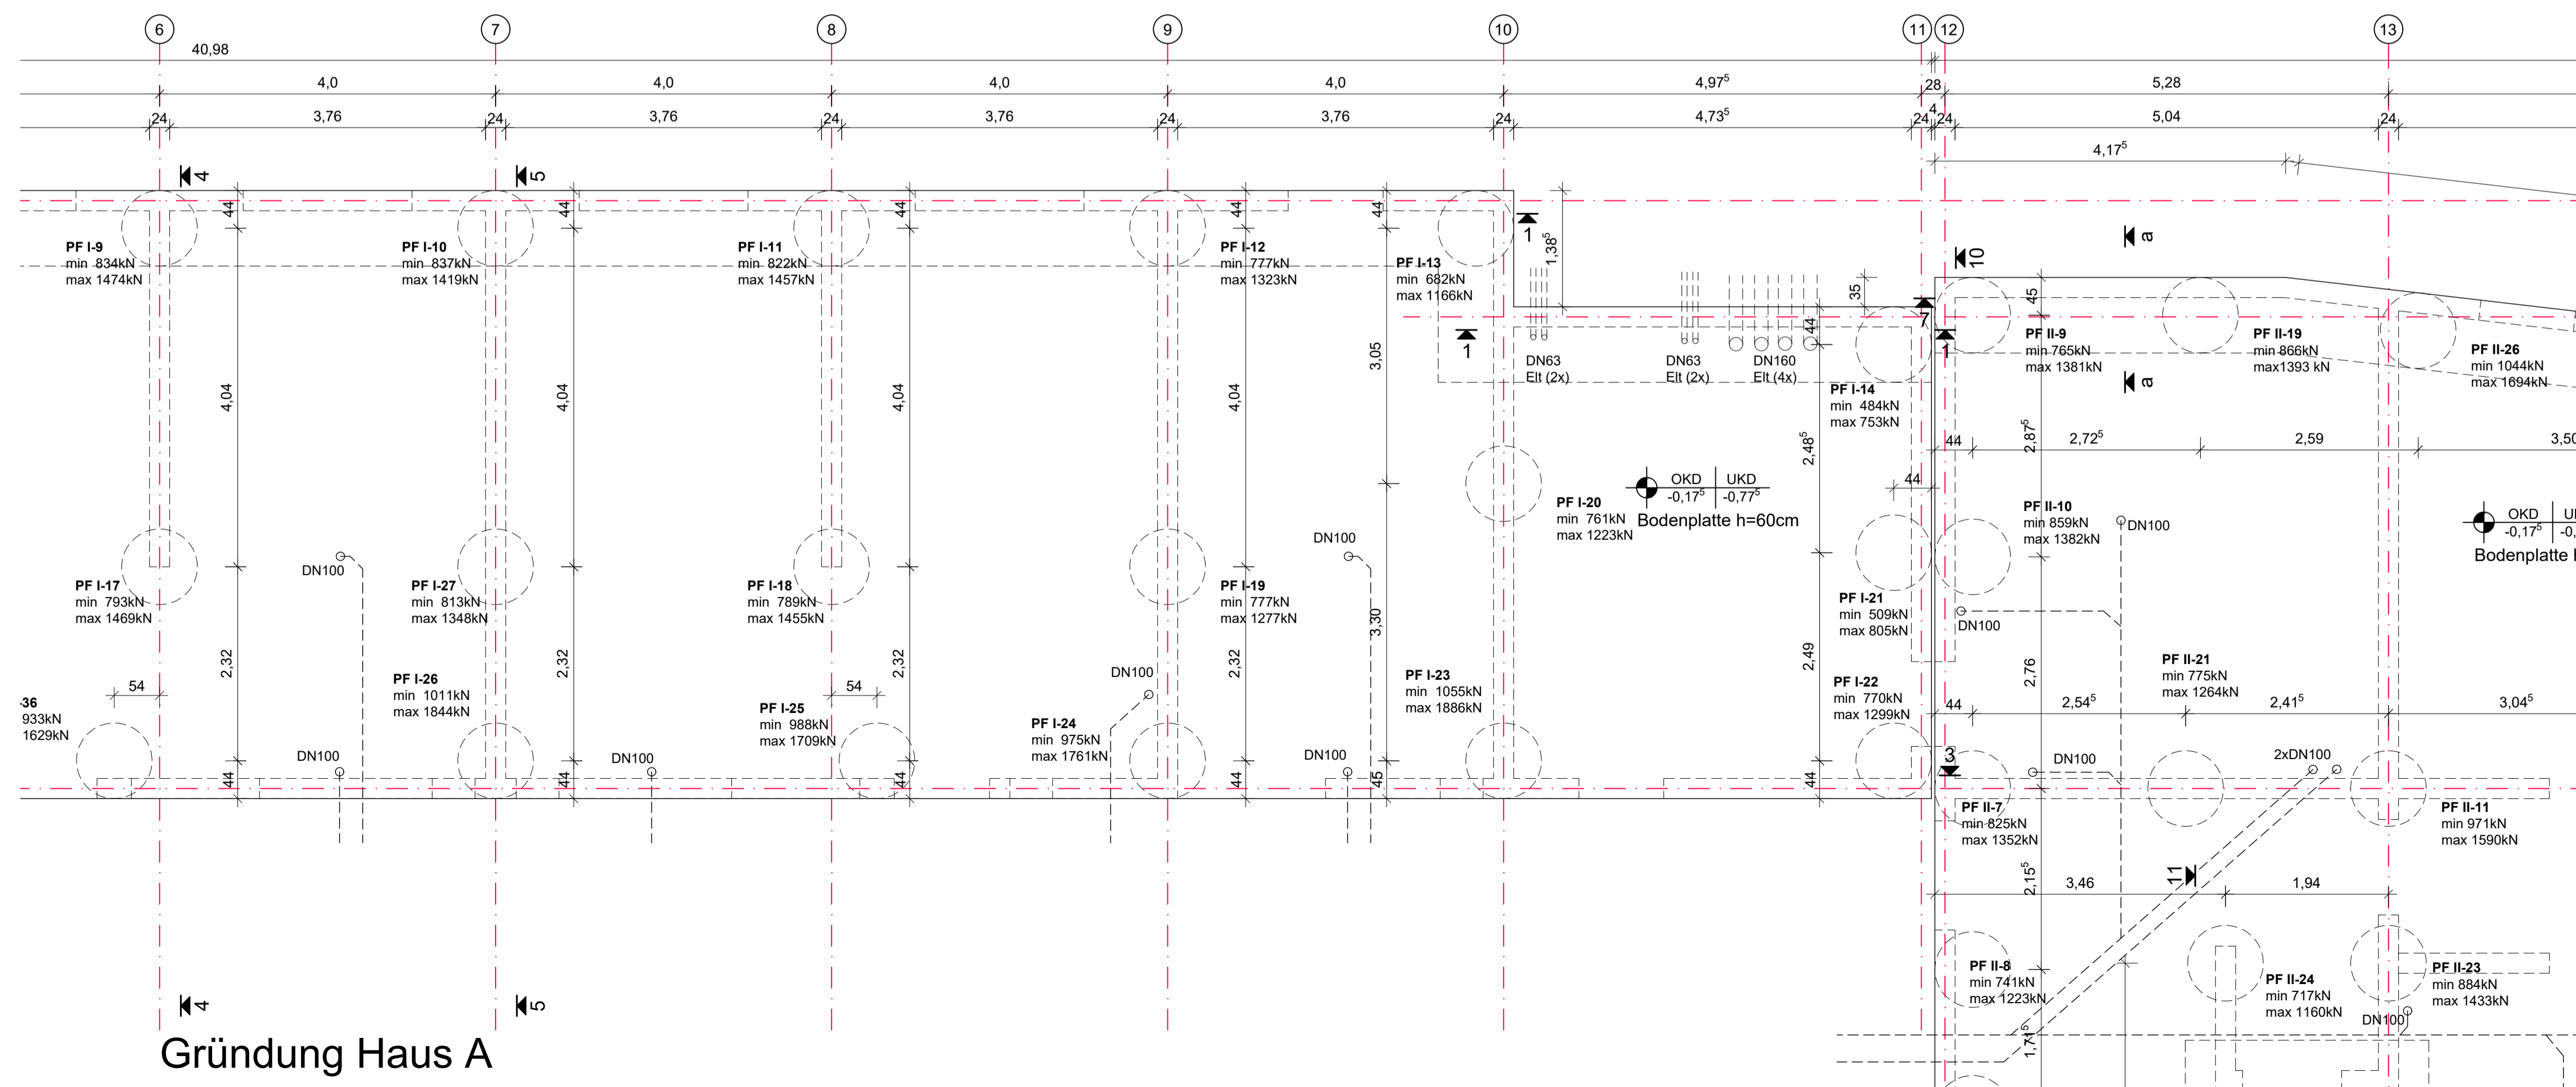 6
7
8
9
10
11
12
13
40,98
4,0
4,0
4,0
4,0
4,97⁵
28
5,28
24
3,76
24
3,76
24
3,76
24
3,76
24
4,73⁵
24
4
24
5,04
24
4,17⁵
4
5
1
1
7
1
10
a
a
44
44
44
44
44
1,38⁵
35
44
45
PF I-9
min 834kN
max 1474kN
PF I-10
min 837kN
max 1419kN
PF I-11
min 822kN
max 1457kN
PF I-12
min 777kN
max 1323kN
PF I-13
min 682kN
max 1166kN
DN63
Elt (2x)
DN63
Elt (2x)
DN160
Elt (4x)
PF I-14
min 484kN
max 753kN
PF II-9
min 765kN
max 1381kN
PF II-19
min 866kN
max1393 kN
PF II-26
min 1044kN
max 1694kN
4,04
4,04
4,04
4,04
3,05
2,48⁵
2,87⁵
44
2,72⁵
2,59
3,50
44
OKD
UKD
-0,17⁵
-0,77⁵
Bodenplatte h=60cm
PF I-20
min 761kN
max 1223kN
PF II-10
min 859kN
max 1382kN
DN100
OKD
-0,17⁵
Bodenplatte
DN100
DN100
PF I-17
min 793kN
max 1469kN
PF I-27
min 813kN
max 1348kN
PF I-18
min 789kN
max 1455kN
PF I-19
min 777kN
max 1277kN
PF I-21
min 509kN
max 805kN
DN100
2,32
2,32
2,32
2,32
3,30
2,49
2,76
54
54
-36
933kN
1629kN
PF I-26
min 1011kN
max 1844kN
PF I-25
min 988kN
max 1709kN
DN100
PF I-24
min 975kN
max 1761kN
PF I-23
min 1055kN
max 1886kN
PF I-22
min 770kN
max 1299kN
PF II-21
min 775kN
max 1264kN
44
2,54⁵
2,41⁵
3,04⁵
DN100
DN100
DN100
DN100
2xDN100
44
44
44
44
45
44
3
PF II-7
min 825kN
max 1352kN
PF II-11
min 971kN
max 1590kN
11
2,15⁵
3,46
1,94
PF II-8
min 741kN
max 1223kN
PF II-24
min 717kN
max 1160kN
PF II-23
min 884kN
max 1433kN
DN100
1,71⁵
4
5
Gründung Haus A